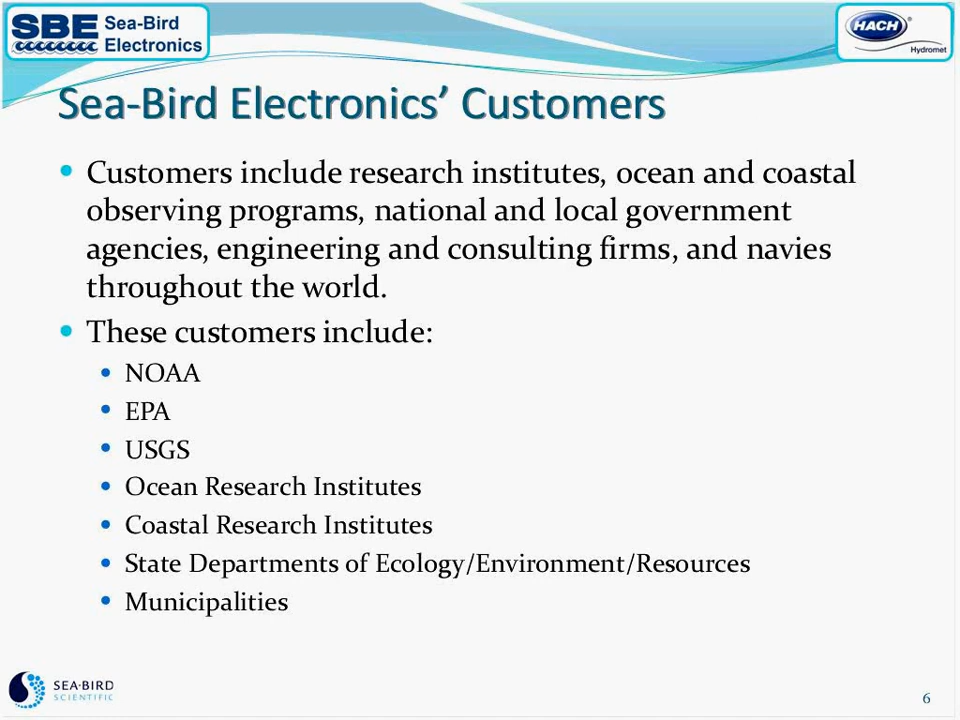 SBE Sea-Bird
Electronics
HACH®
Hydromet
Sea-Bird Electronics’ Customers
• Customers include research institutes, ocean and coastal
observing programs, national and local government
agencies, engineering and consulting firms, and navies
throughout the world.
• These customers include:
• NOAA
• EPA
• USGS
• Ocean Research Institutes
• Coastal Research Institutes
• State Departments of Ecology/Environment/Resources
• Municipalities
SEA·BIRD
SCIENTIFIC
6